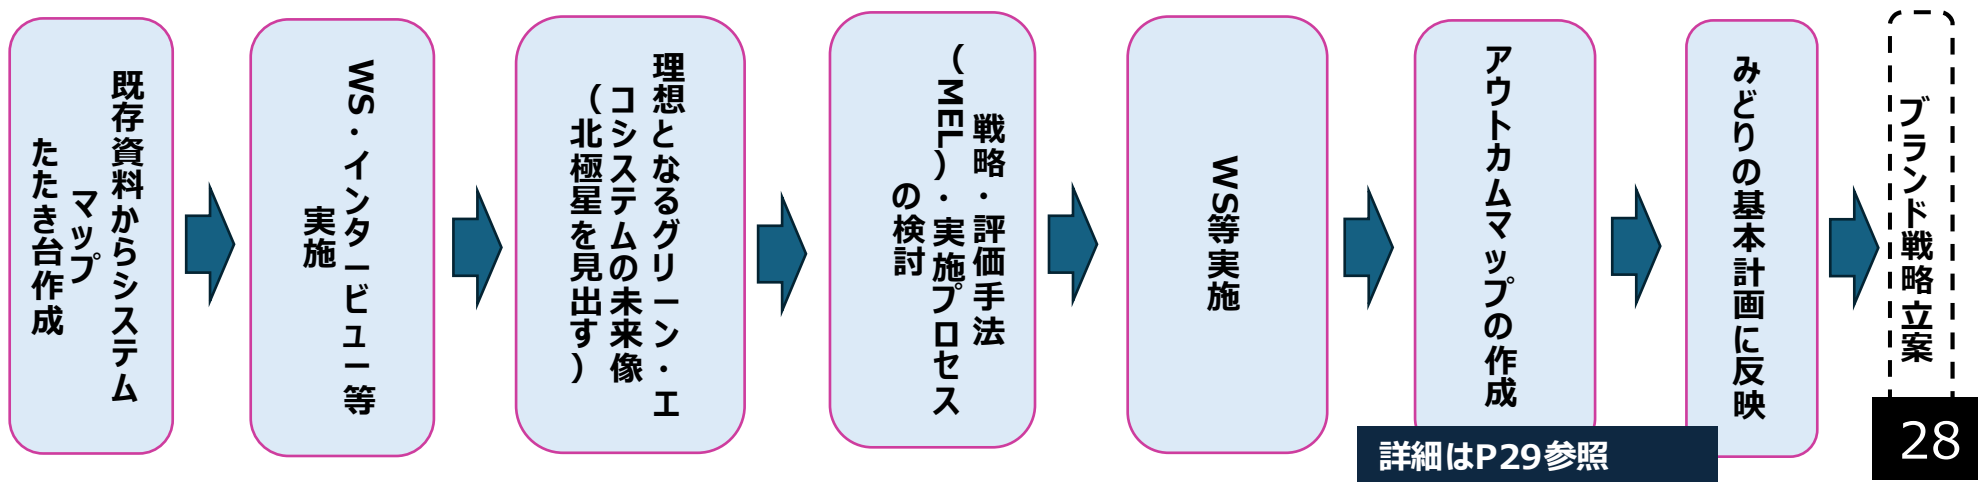 既存資料からシステム
マップ
たたき台作成
WS・インタービュー等
実施
理想となるグリーン・エ
コシステムの未来像
（北極星を見出す）
戦略・評価手法
（MEL）・実施プロセス
の検討
WS等実施
アウトカムマップの作成
みどりの基本計画に反映
ブランド戦略立案
詳細はP29参照
28